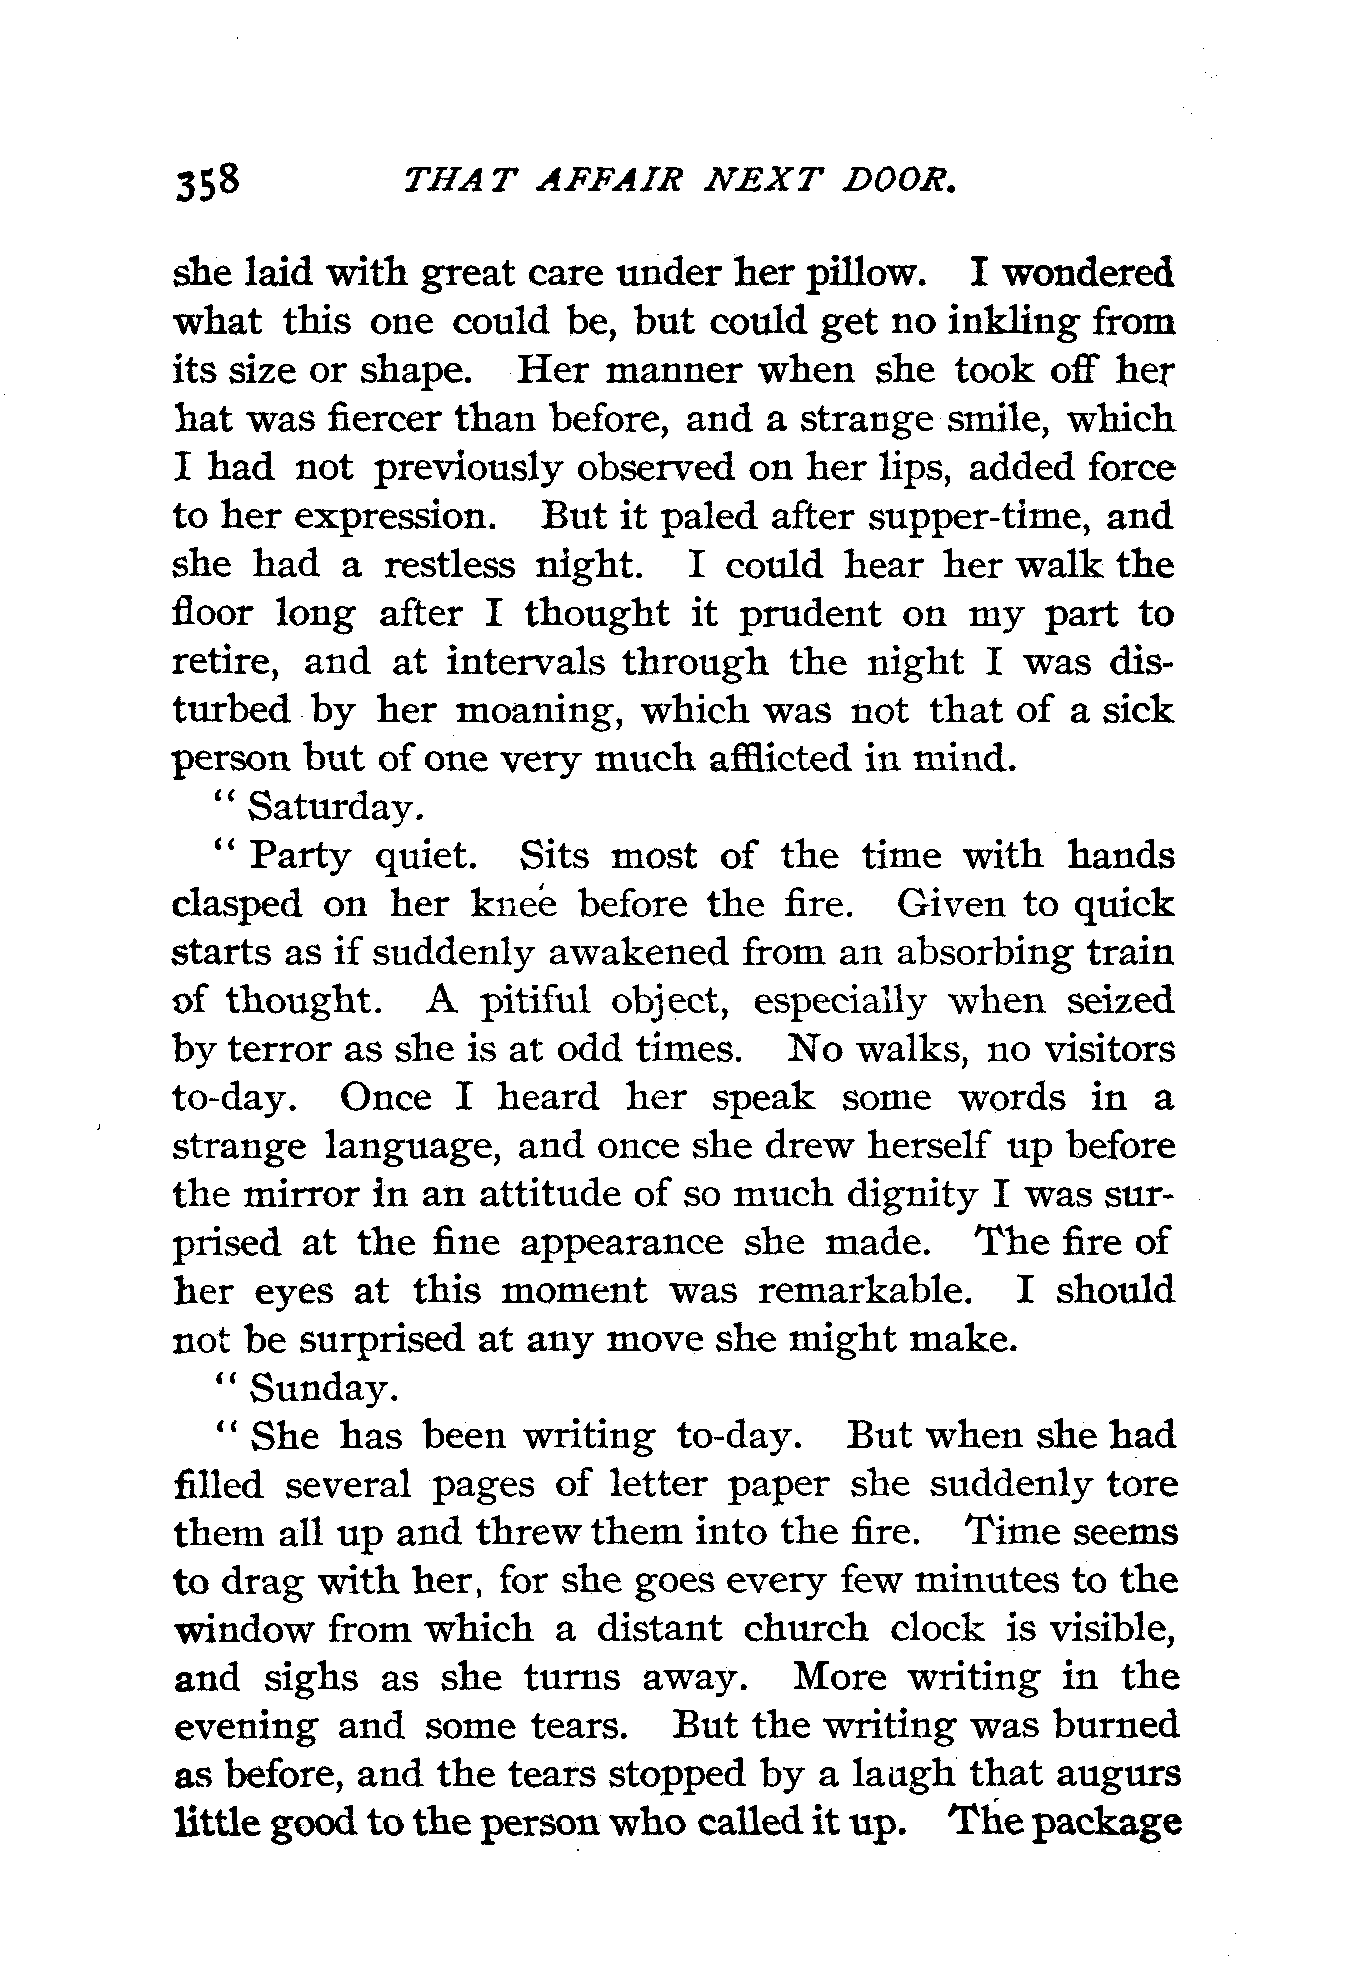 358 THAT AFFAIR NEXT DOOR.
she laid with great care under her pillow. I wondered
what this one could be, but could get no inkling from
its size or shape. Her manner when she took off her
hat was fiercer than before, and a strange smile, which
I had not previously observed on her lips, added force
to her expression. But it paled after supper-time, and
she had a restless night. I could hear her walk the
floor long after I thought it prudent on my part to
retire, and at intervals through the night I was dis-
turbed by her moaning, which was not that of a sick
person but of one very much afflicted in mind.
“ Saturday.
“ Party quiet. Sits most of the time with hands
clasped on her knee before the fire. Given to quick
starts as if suddenly awakened from an absorbing train
of thought. A pitiful object, especially when seized
by terror as she is at odd times. No walks, no visitors
to-day. Once I heard her speak some words in a
strange language, and once she drew herself up before
the mirror in an attitude of so much dignity I was sur-
prised at the fine appearance she made. The fire of
her eyes at this moment was remarkable. I should
not be surprised at any move she might make.
“ Sunday.
“ She has been writing to-day. But when she had
filled several pages of letter paper she suddenly tore
them all up and threw them into the fire. Time seems
to drag with her, for she goes every few minutes to the
window from which a distant church clock is visible,
and sighs as she turns away. More writing in the
evening and some tears. But the writing was burned
as before, and the tears stopped by a laugh that augurs
little good to the person who called it up. The package